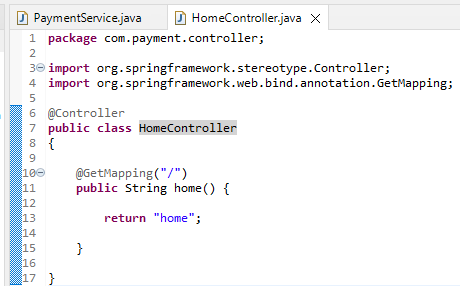 PaymentService.java HomeController.java
1 package com.payment.controller;
2
3 import org.springframework.stereotype.Controller;
4 import org.springframework.web.bind.annotation.GetMapping;
5
6 @Controller
7 public class HomeController
8 {
9
10 @GetMapping("/")
11 public String home() {
12
13 return "home";
14
15 }
16
17 }